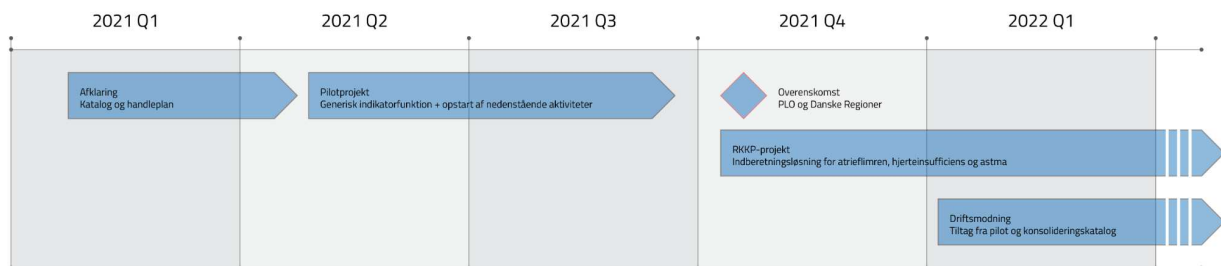 2021 Q1
2021 Q2
2021 Q3
2021 Q4
2022 Q1
Afklaring
Katalog og handleplan
Pilotprojekt
Generisk indikatorfunktion + opstart af nedenstående aktiviteter
Overenskomst
PLO og Danske Regioner
RKKP-projekt
Indberetningsløsning for atrieflimren, hjerteinsufficiens og astma
Driftsmodning
Tiltag fra pilot og konsolideringskatalog